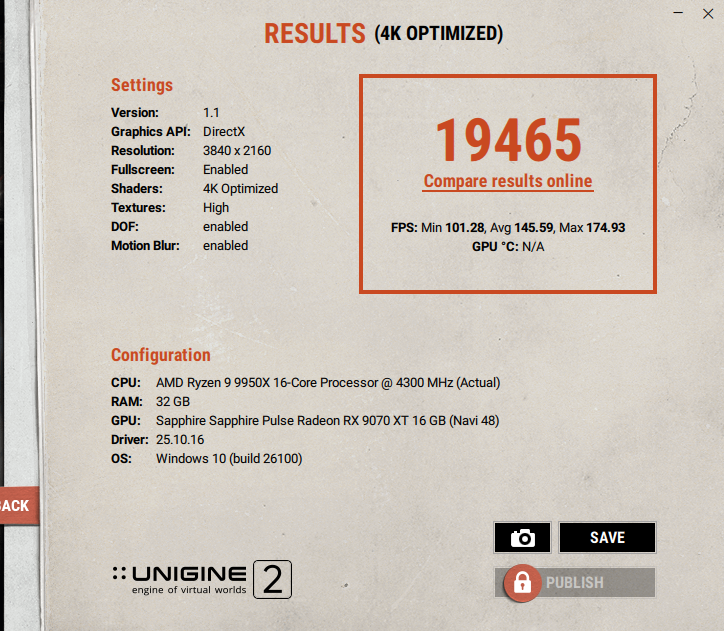 RESULTS (4K OPTIMIZED)
Settings
Version: 1.1
Graphics API: DirectX
Resolution: 3840 x 2160
Fullscreen: Enabled
Shaders: 4K Optimized
Textures: High
DOF: enabled
Motion Blur: enabled
19465
Compare results online
FPS: Min 101.28, Avg 145.59, Max 174.93
GPU °C: N/A
Configuration
CPU: AMD Ryzen 9 9950X 16-Core Processor @ 4300 MHz (Actual)
RAM: 32 GB
GPU: Sapphire Sapphire Pulse Radeon RX 9070 XT 16 GB (Navi 48)
Driver: 25.10.16
OS: Windows 10 (build 26100)
BACK
SAVE
PUBLISH
UNIGINE 2
engine of virtual worlds